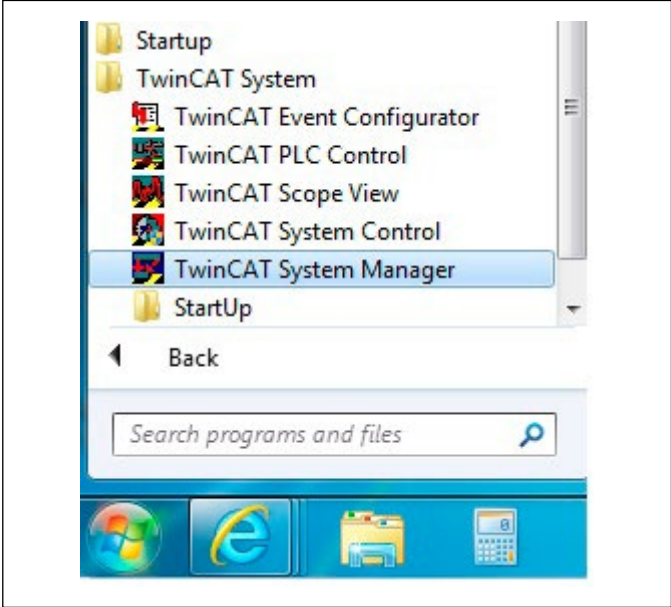 Startup
TwinCAT System
TwinCAT Event Configurator
TwinCAT PLC Control
TwinCAT Scope View
TwinCAT System Control
TwinCAT System Manager
StartUp
Back
Search programs and files